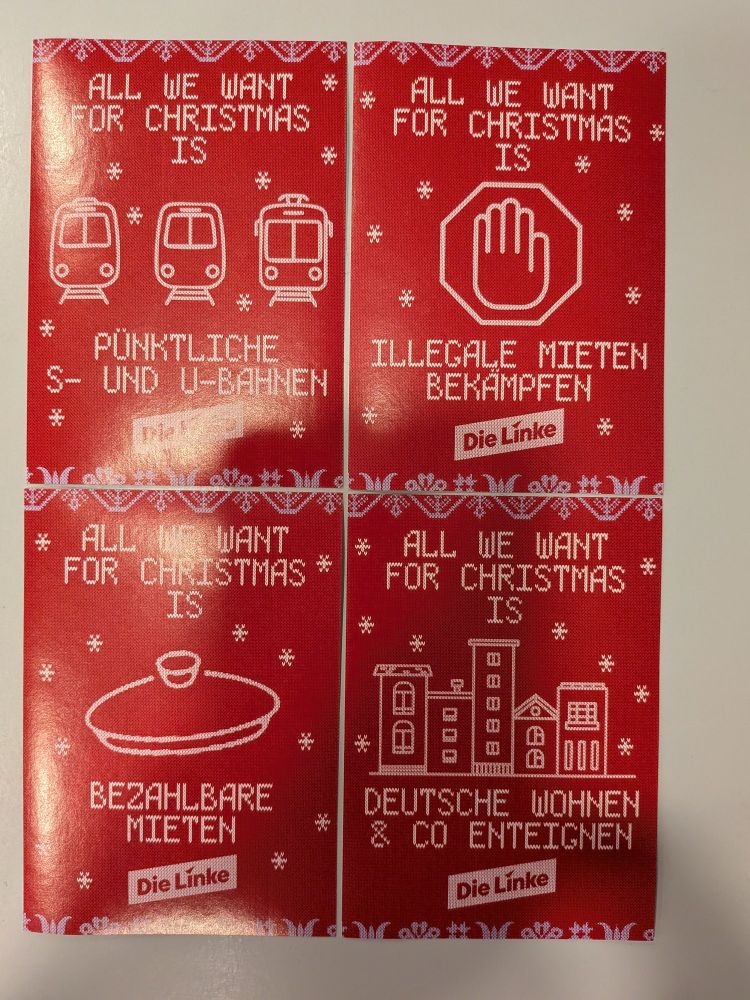 ALL WE WANT
FOR CHRISTMAS
IS
PÜNKTLICHE
S- UND U-BAHNEN
Die Linke
ALL WE WANT
FOR CHRISTMAS
IS
ILLEGALE MIETEN
BEKÄMPFEN
Die Linke
ALL WE WANT
FOR CHRISTMAS
IS
BEZAHLBARE
MIETEN
Die Linke
ALL WE WANT
FOR CHRISTMAS
IS
DEUTSCHE WOHNEN
& CO ENTEIGNEN
Die Linke